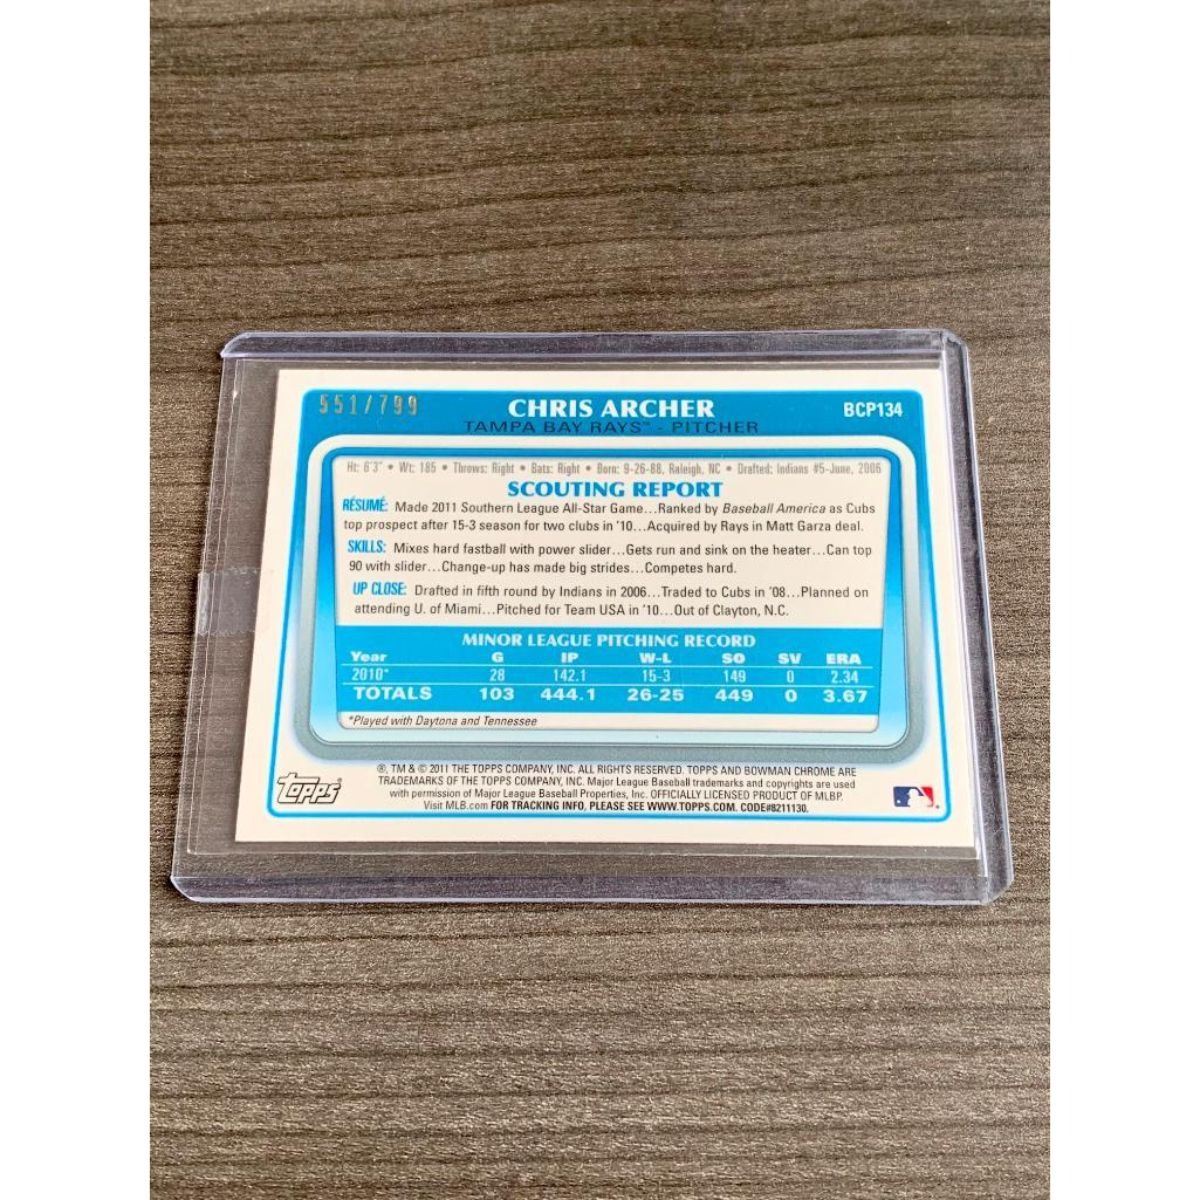 551/799 CHRIS ARCHER BCP134
TAMPA BAY RAYS™ - PITCHER
Ht: 6'3" • Wt: 185 • Throws: Right • Bats: Right • Born: 9-26-88, Raleigh, NC • Drafted: Indians #5-June, 2006
SCOUTING REPORT
RÉSUMÉ: Made 2011 Southern League All-Star Game...Ranked by Baseball America as Cubs
top prospect after 15-3 season for two clubs in '10...Acquired by Rays in Matt Garza deal.
SKILLS: Mixes hard fastball with power slider...Gets run and sink on the heater...Can top
90 with slider...Change-up has made big strides...Competes hard.
UP CLOSE: Drafted in fifth round by Indians in 2006...Traded to Cubs in '08...Planned on
attending U. of Miami...Pitched for Team USA in '10...Out of Clayton, N.C.
MINOR LEAGUE PITCHING RECORD
Year G IP W-L SO SV ERA
2010* 28 142.1 15-3 149 0 2.34
TOTALS 103 444.1 26-25 449 0 3.67
*Played with Daytona and Tennessee
®, TM & © 2011 THE TOPPS COMPANY, INC. ALL RIGHTS RESERVED. TOPPS AND BOWMAN CHROME ARE
TRADEMARKS OF THE TOPPS COMPANY, INC. Major League Baseball trademarks and copyrights are used
with permission of Major League Baseball Properties, Inc. OFFICIALLY LICENSED PRODUCT OF MLBP.
Visit MLB.com FOR TRACKING INFO, PLEASE SEE WWW.TOPPS.COM. CODE#8211130.
TOPPS